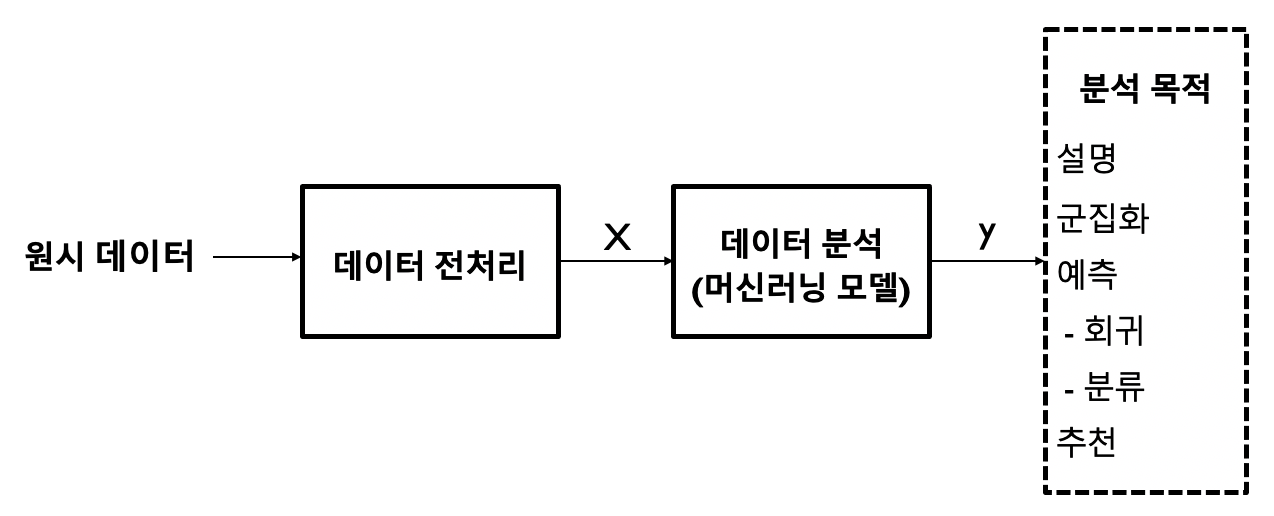 원시 데이터
데이터 전처리
X
데이터 분석
(머신러닝 모델)
y
분석 목적
설명
군집화
예측
- 회귀
- 분류
추천